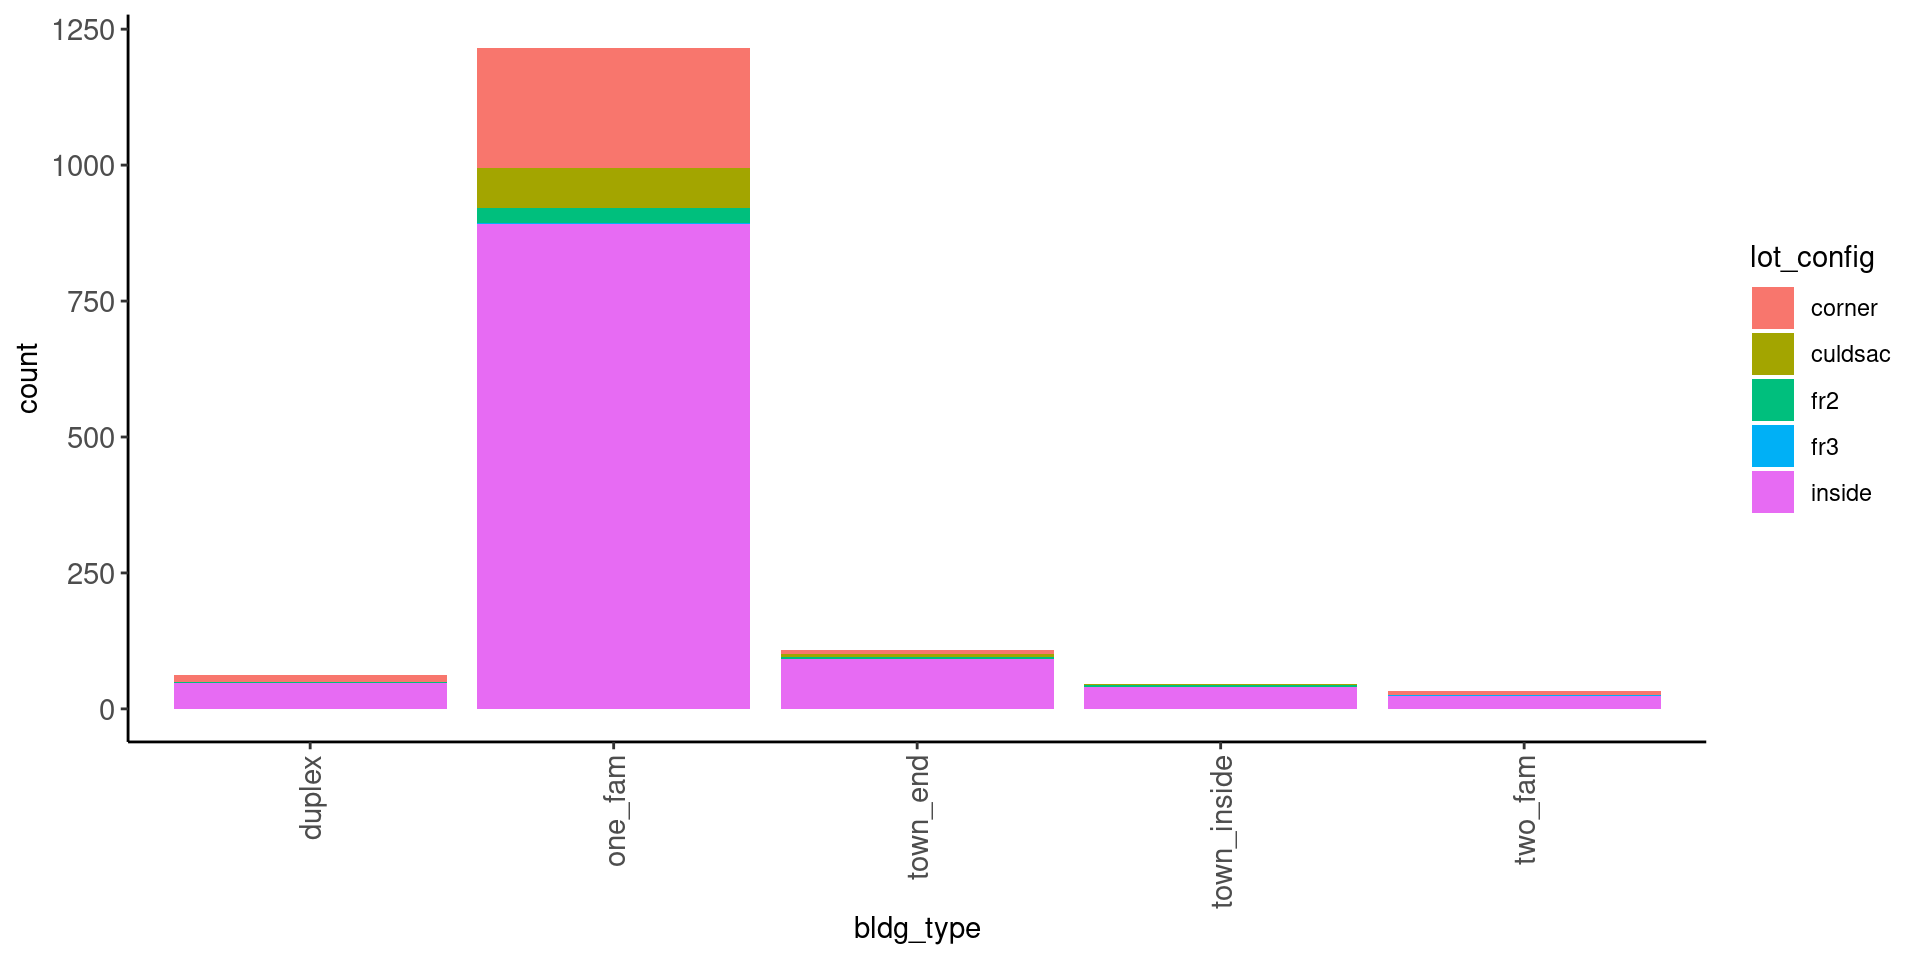 1250
1000
750
500
250
0
count
duplex
one_fam
town_end
town_inside
two_fam
bldg_type
lot_config
corner
culdsac
fr2
fr3
inside